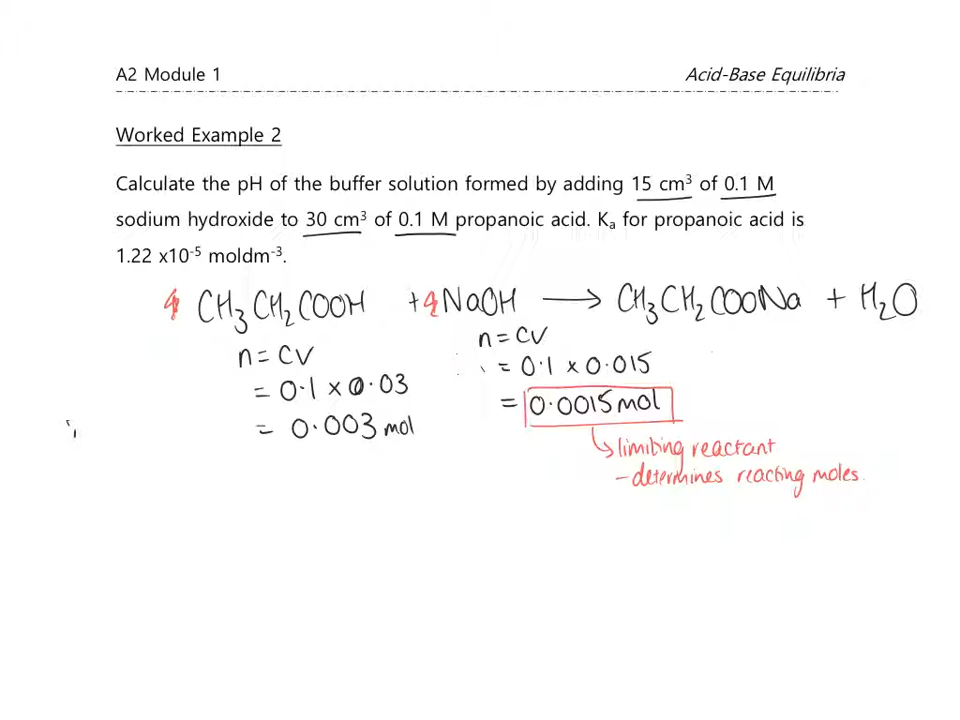 A2 Module 1 Acid-Base Equilibria
Worked Example 2
Calculate the pH of the buffer solution formed by adding 15 cm³ of 0.1 M
sodium hydroxide to 30 cm³ of 0.1 M propanoic acid. Kₐ for propanoic acid is
1.22 x10⁻⁵ moldm⁻³.
CH₃CH₂COOH + NaOH → CH₃CH₂COONa + H₂O
n = CV
= 0.1 x 0.03
= 0.003 mol
n = CV
= 0.1 x 0.015
= 0.0015 mol
limiting reactant
- determines reacting moles.